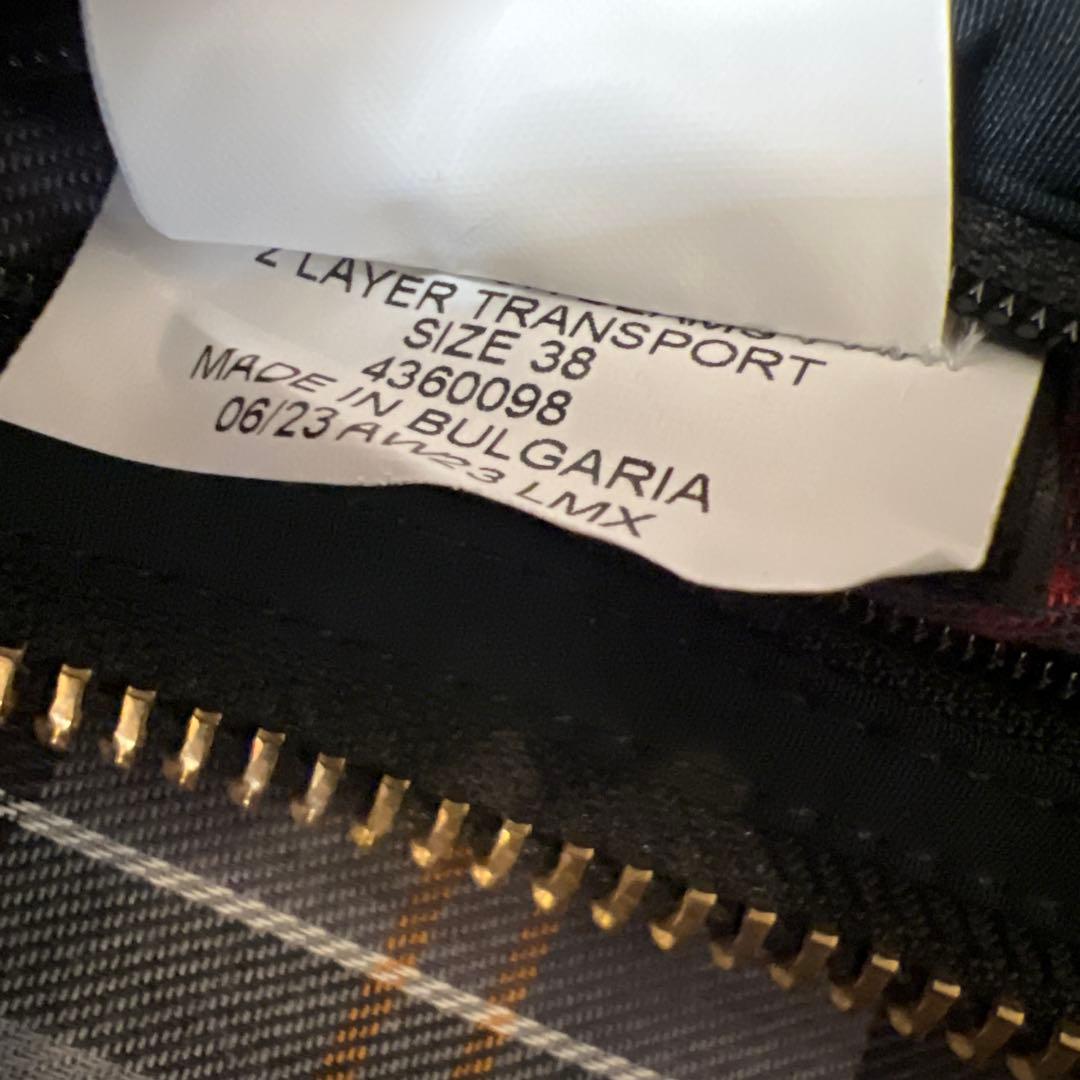 2 LAYER TRANSPORT
SIZE 38
4360098
MADE IN BULGARIA
06/23 AW23 LMX